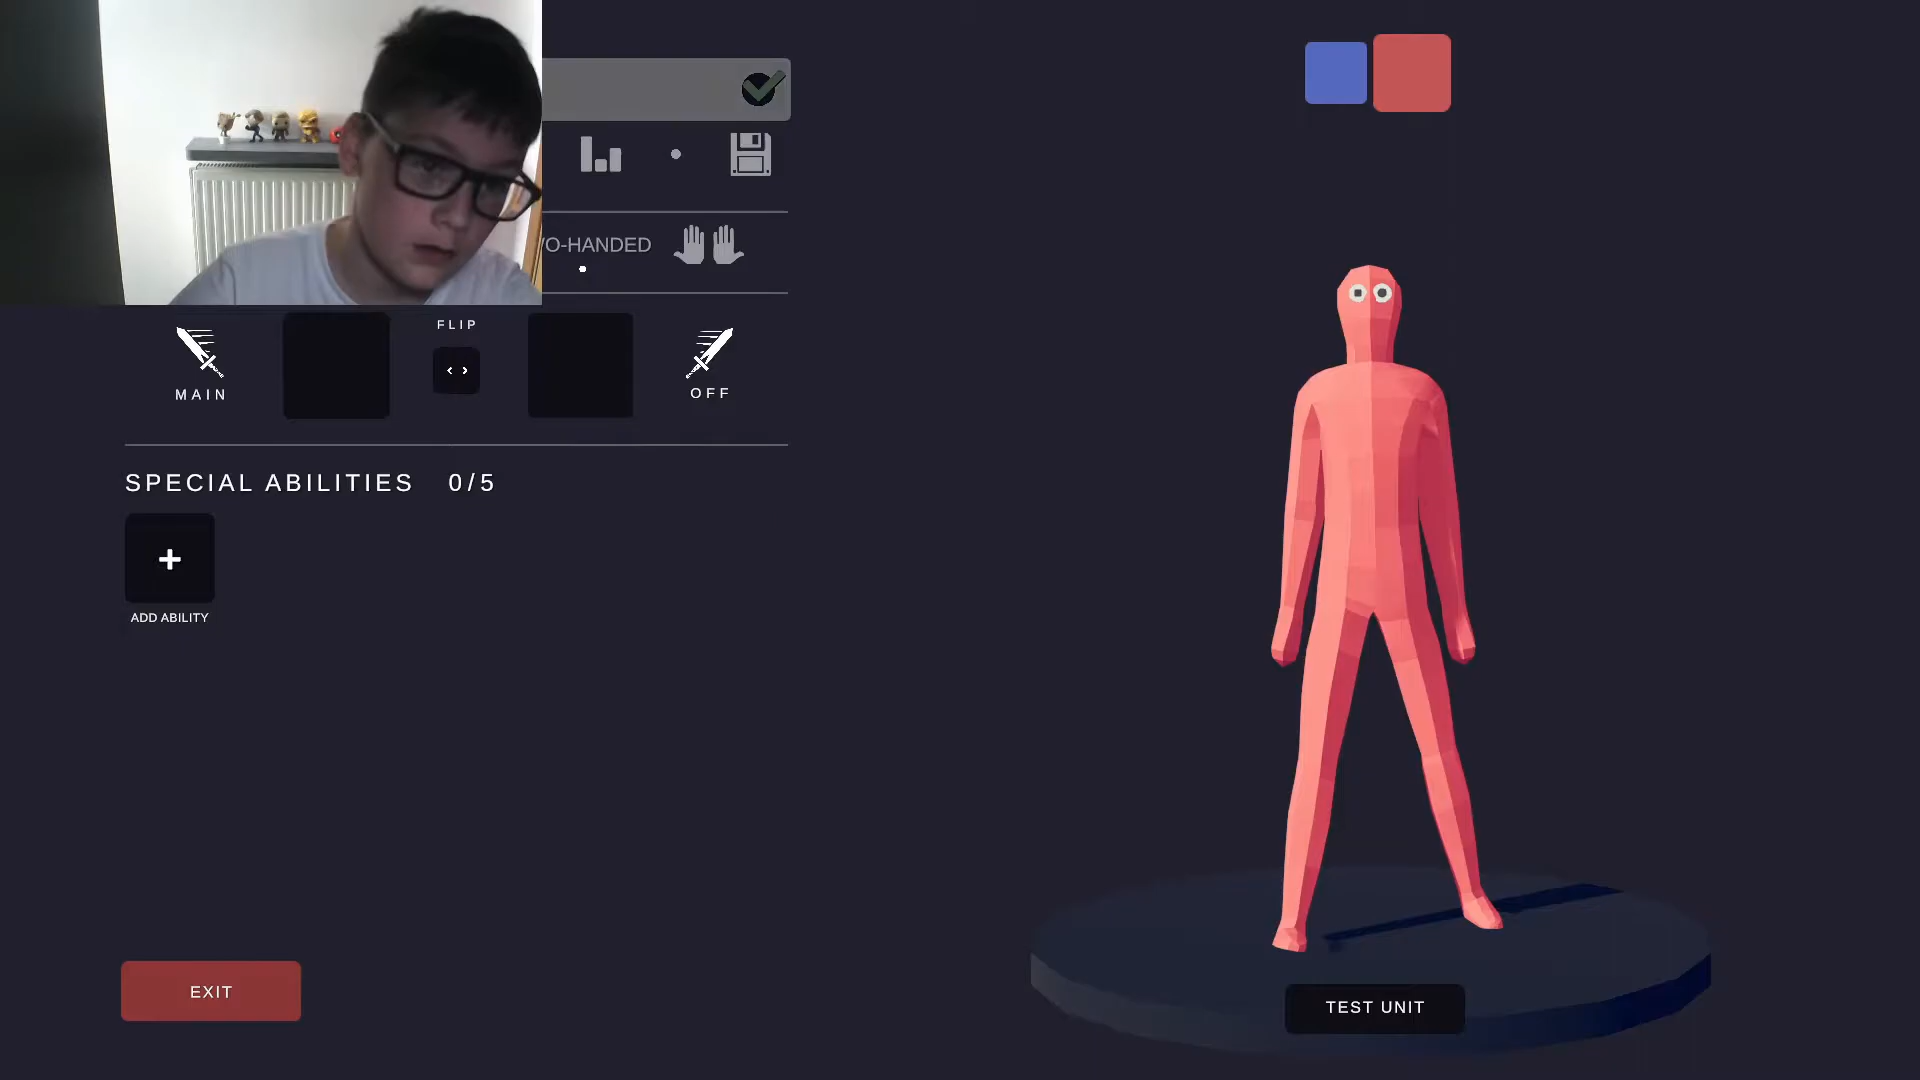 O-HANDED
FLIP
MAIN
OFF
SPECIAL ABILITIES 0/5
ADD ABILITY
EXIT
TEST UNIT